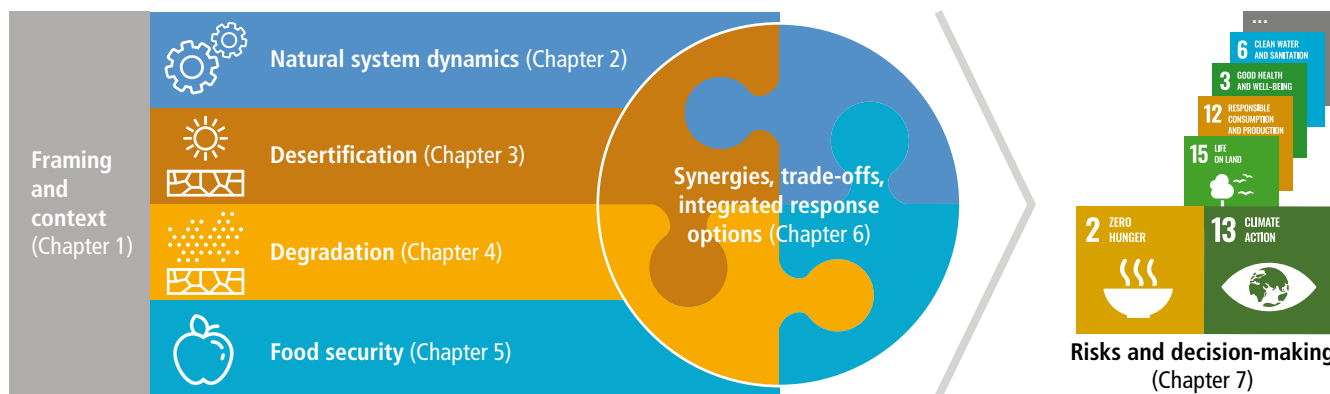 Framing
and
context
(Chapter 1)
Natural system dynamics (Chapter 2)
Desertification (Chapter 3)
Degradation (Chapter 4)
Food security (Chapter 5)
Synergies, trade-offs,
integrated response
options (Chapter 6)
...
6 CLEAN WATER
AND SANITATION
3 GOOD HEALTH
AND WELL-BEING
12 RESPONSIBLE
CONSUMPTION
AND PRODUCTION
15 LIFE
ON LAND
2 ZERO
HUNGER
13 CLIMATE
ACTION
Risks and decision-making
(Chapter 7)